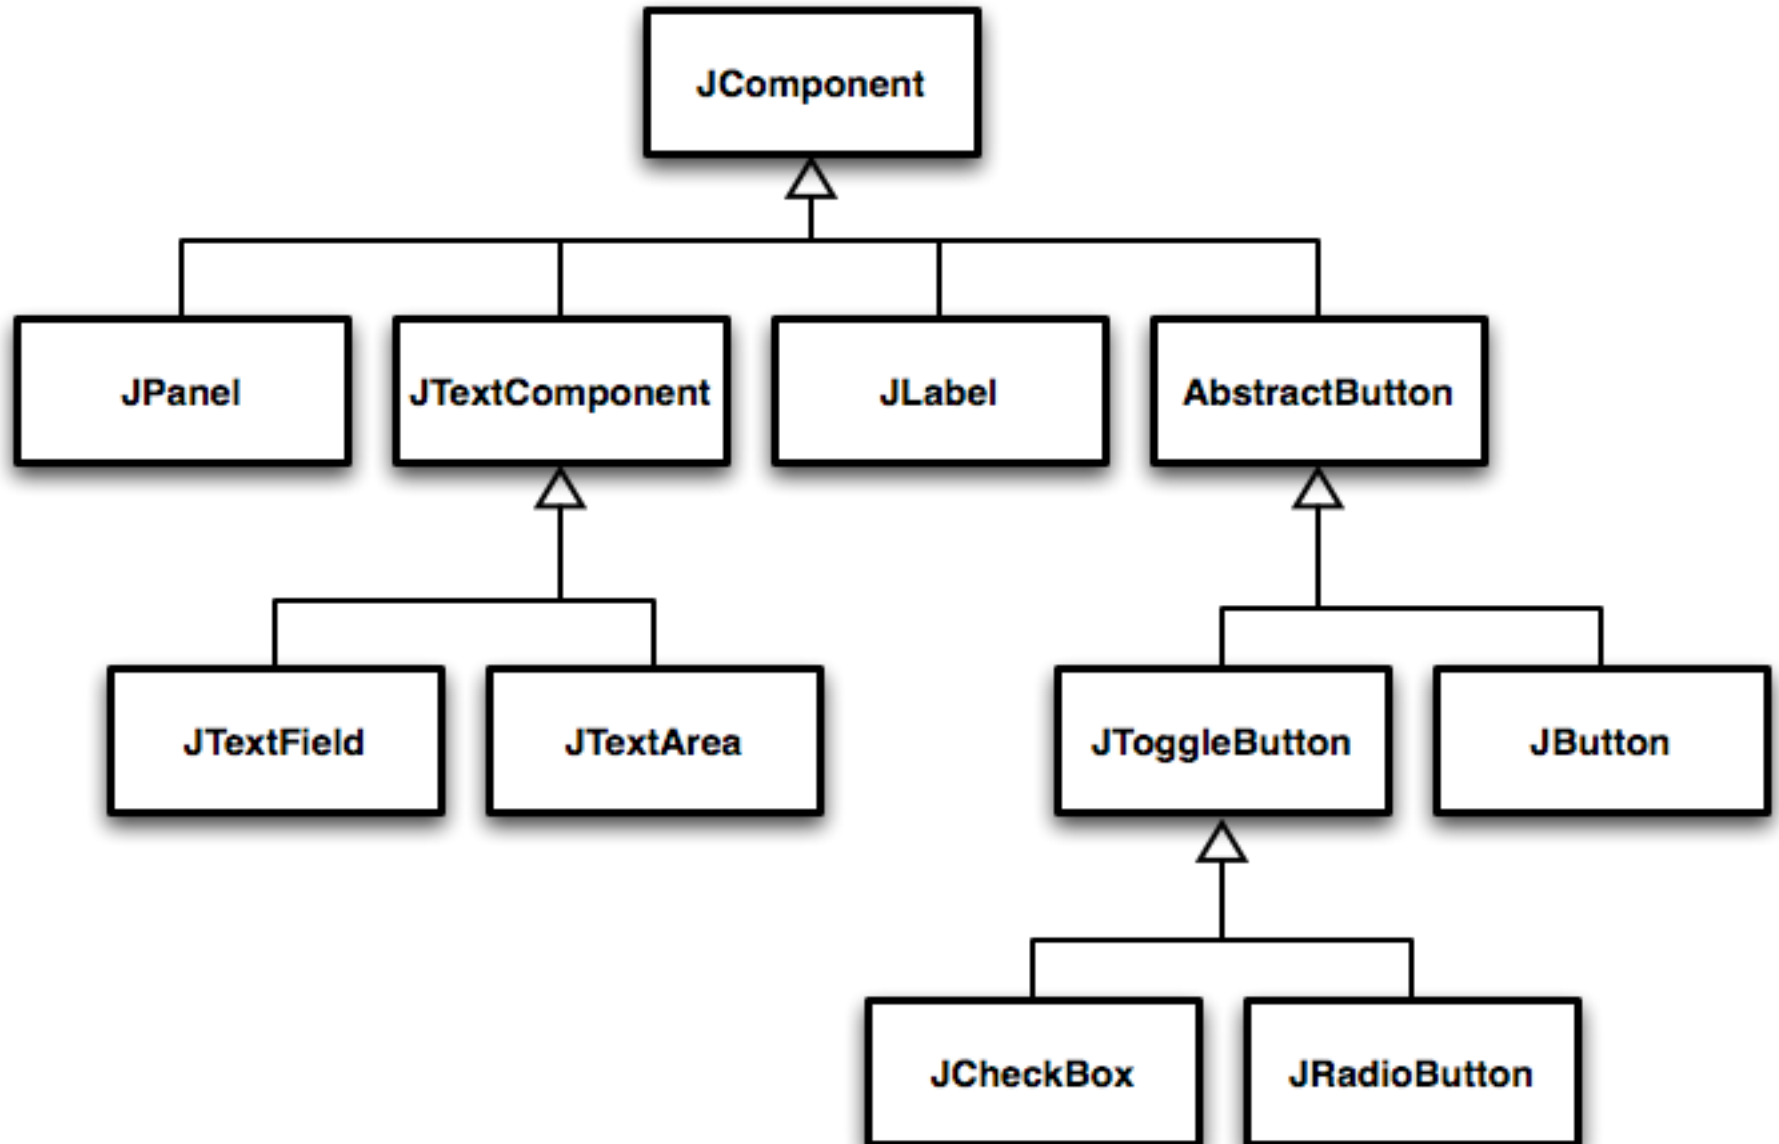 JComponent
JPanel
JTextComponent
JLabel
AbstractButton
JTextField
JTextArea
JToggleButton
JButton
JCheckBox
JRadioButton